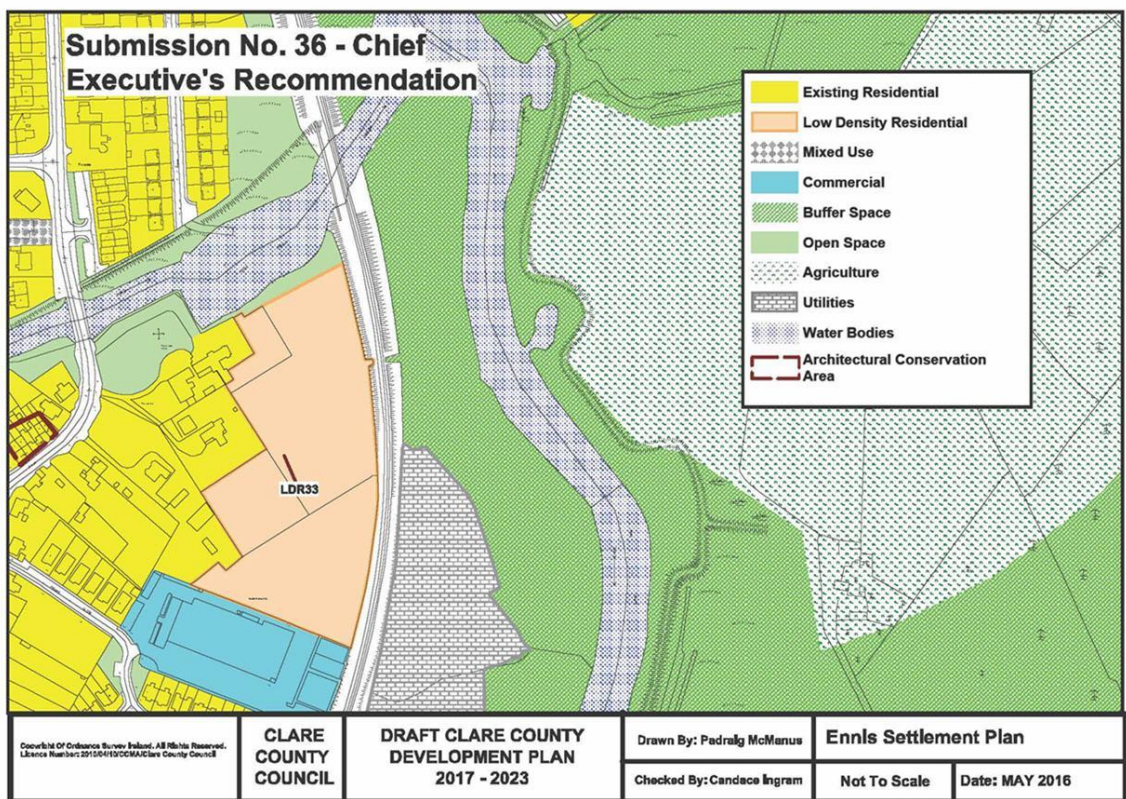 Submission No. 36 - Chief
Executive's Recommendation
Existing Residential
Low Density Residential
Mixed Use
Commercial
Buffer Space
Open Space
Agriculture
Utilities
Water Bodies
Architectural Conservation
Area
LDR33
Copyright Of Ordnance Survey Ireland. All Rights Reserved.
Licence Number: 2010/04/10/CCMA/Clare County Council
CLARE
COUNTY
COUNCIL
DRAFT CLARE COUNTY
DEVELOPMENT PLAN
2017 - 2023
Drawn By: Padraig McManus
Checked By: Candace Ingram
Ennis Settlement Plan
Not To Scale
Date: MAY 2016